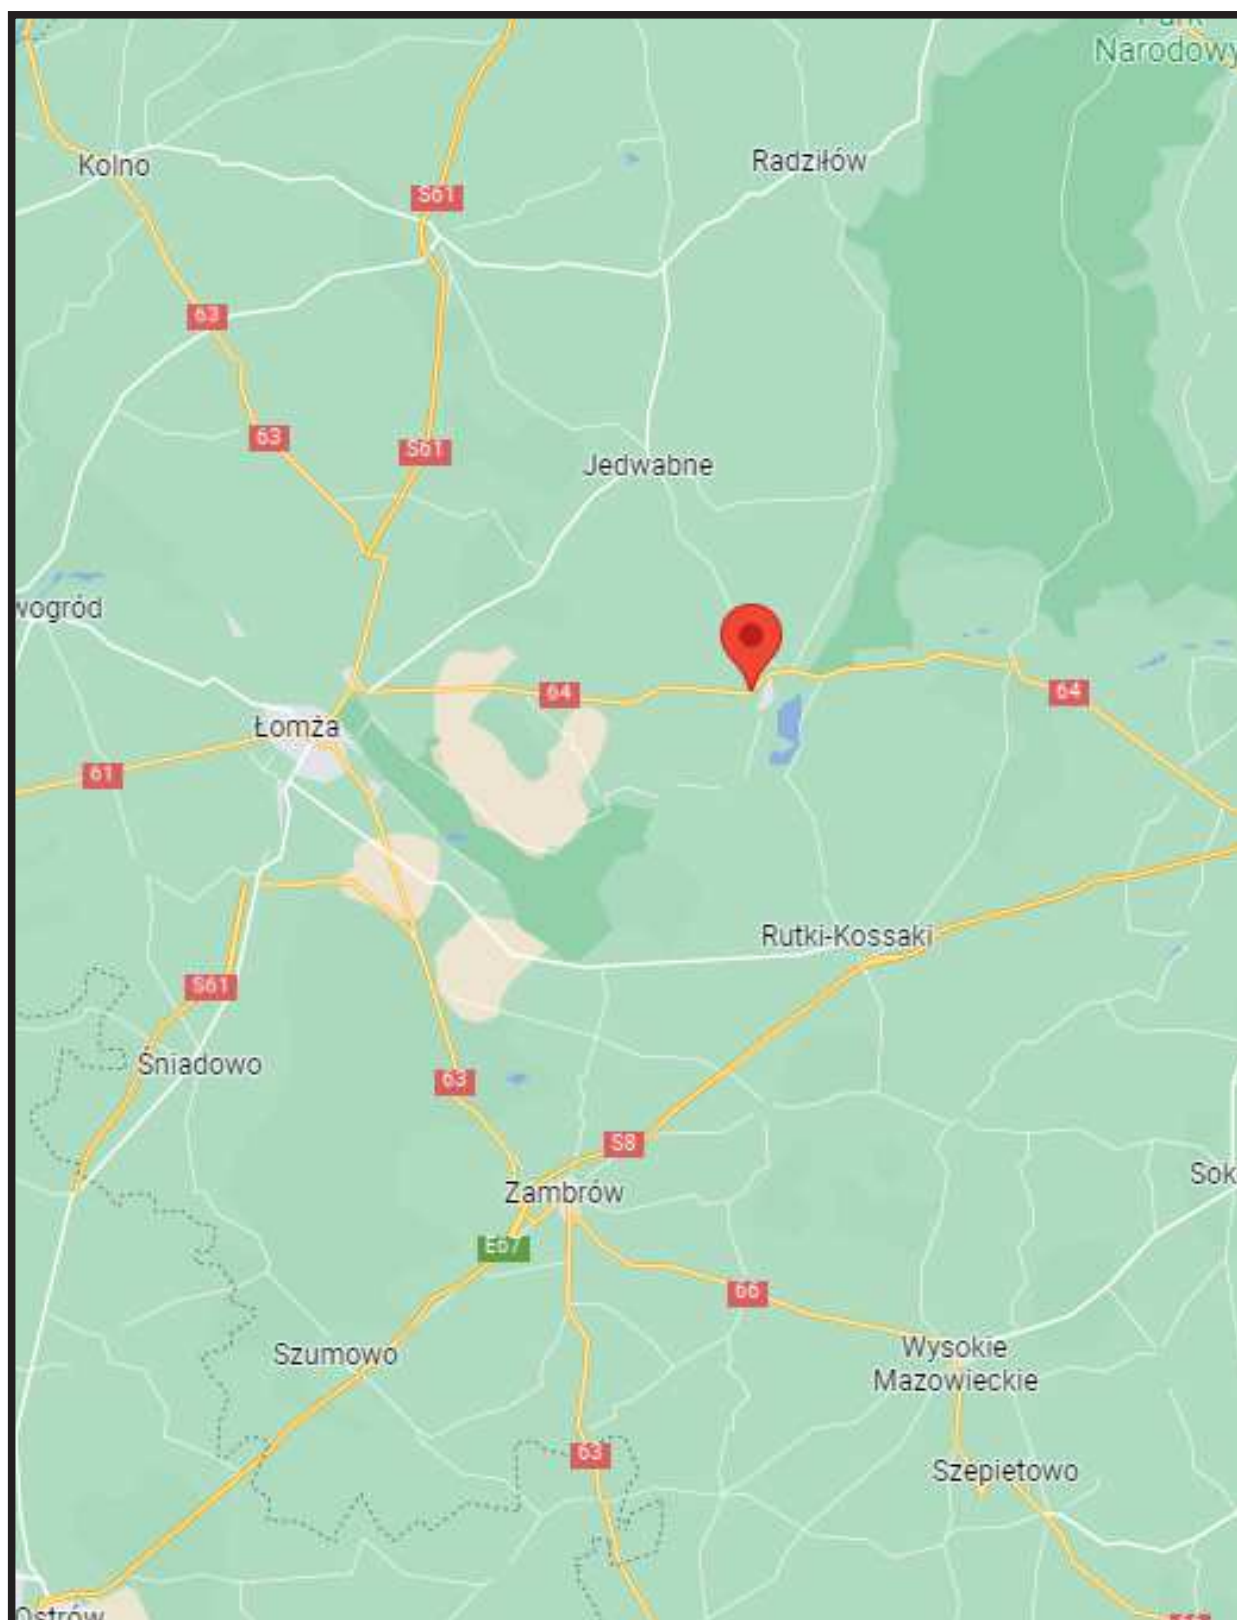 Park
Narodowy
Kolno
Radziłów
S61
63
63
S61
Jedwabne
wogród
64
64
Łomża
61
Rutki-Kossaki
S61
Śniadowo
63
S8
Sok
Zambrów
E67
66
Szumowo
Wysokie
Mazowieckie
63
Szepietowo
Ostrów